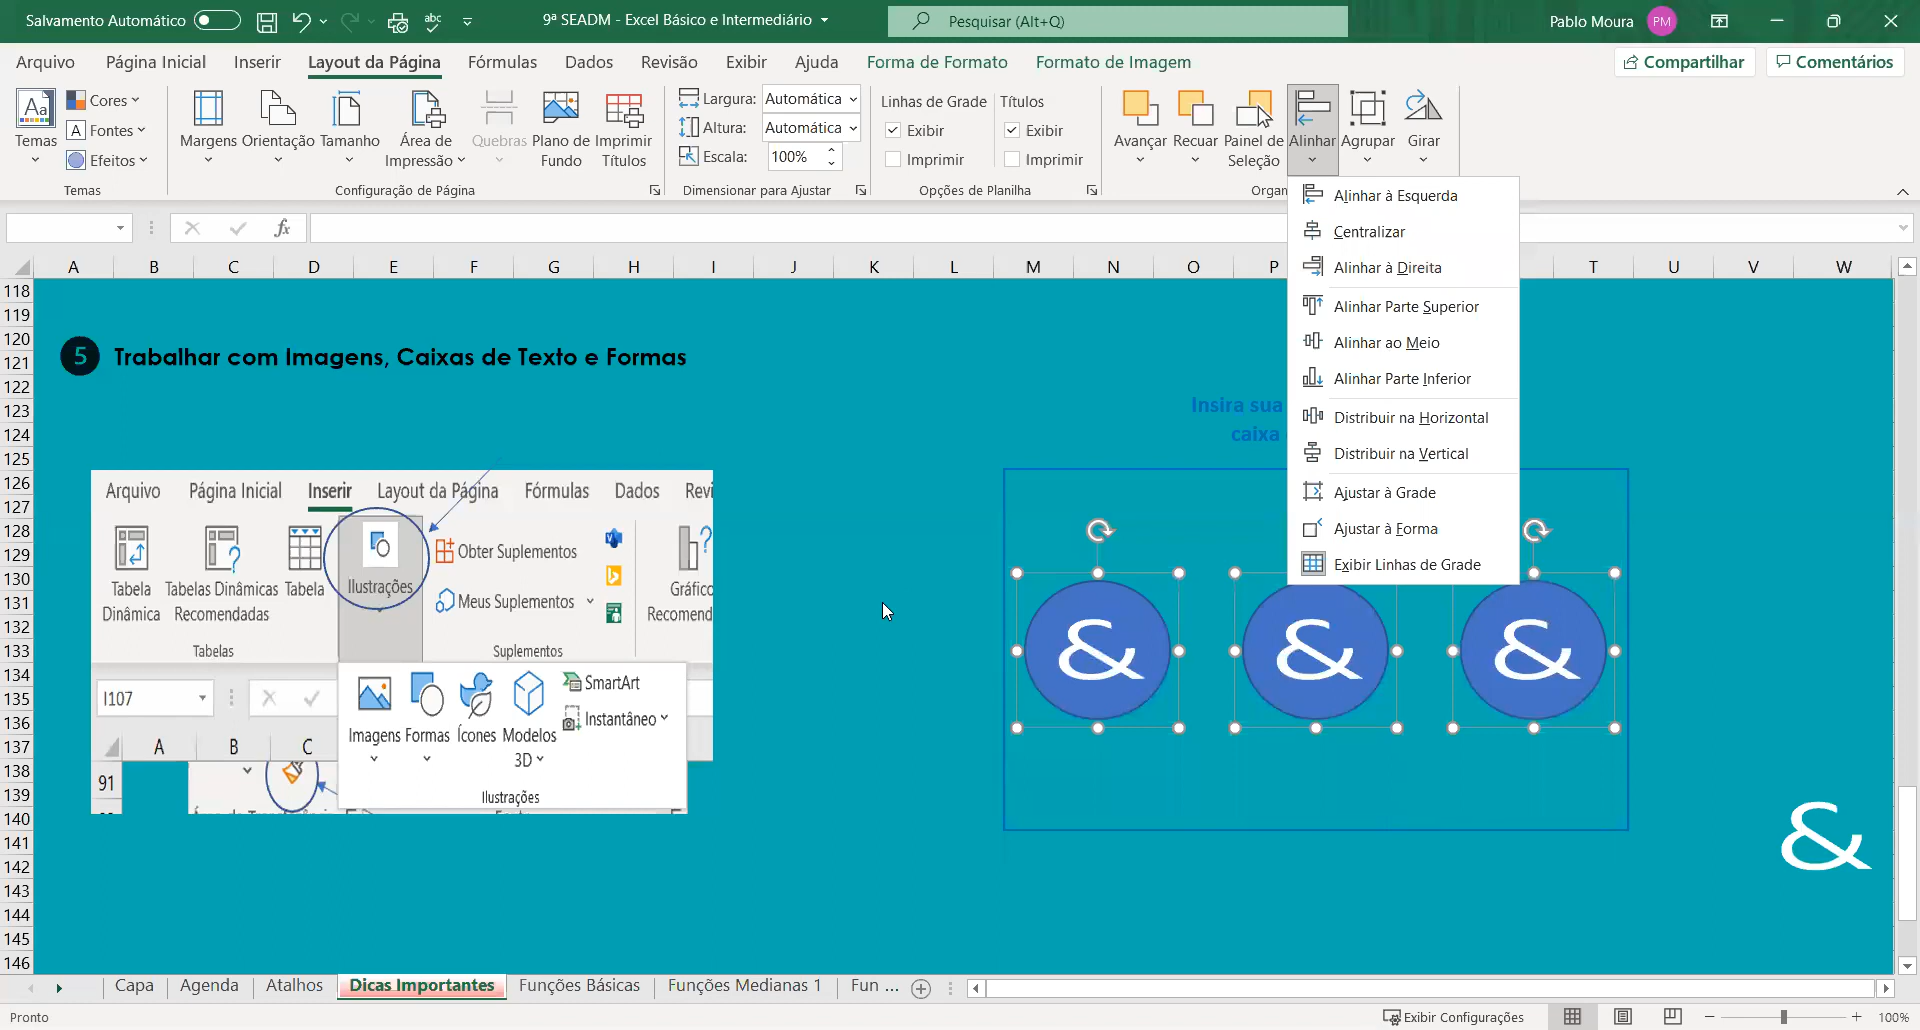 Salvamento Automático
abc
9ª SEADM - Excel Básico e Intermediário
Pesquisar (Alt+Q)
Pablo Moura
PM
Arquivo Página Inicial Inserir Layout da Página Fórmulas Dados Revisão Exibir Ajuda Forma de Formato Formato de Imagem
Compartilhar
Comentários
Aa
Temas
Cores
A Fontes
Efeitos
Temas
Margens Orientação Tamanho
Área de
Impressão
Quebras
Plano de
Fundo
Imprimir
Títulos
Configuração de Página
Largura: Automática
Altura: Automática
Escala: 100%
Dimensionar para Ajustar
Linhas de Grade
Exibir
Imprimir
Títulos
Exibir
Imprimir
Opções de Planilha
Avançar Recuar
Painel de
Seleção
Alinhar Agrupar Girar
Organ
Alinhar à Esquerda
Centralizar
Alinhar à Direita
Alinhar Parte Superior
Alinhar ao Meio
Alinhar Parte Inferior
Distribuir na Horizontal
Distribuir na Vertical
Ajustar à Grade
Ajustar à Forma
Exibir Linhas de Grade
fx
A B C D E F G H I J K L M N O P T U V W
118
119
120
121
122
123
124
125
126
127
128
129
130
131
132
133
134
135
136
137
138
139
140
141
142
143
144
145
146
5 Trabalhar com Imagens, Caixas de Texto e Formas
Insira sua
caixa
Arquivo Página Inicial Inserir Layout da Página Fórmulas Dados Revi
Tabela
Dinâmica
Tabelas Dinâmicas
Recomendadas
Tabela
Tabelas
Ilustrações
Obter Suplementos
Meus Suplementos
Suplementos
Gráfico
Recomend
I107
A B C
91
Imagens Formas Ícones Modelos
3D
SmartArt
Instantâneo
Ilustrações
& & &
&
Capa Agenda Atalhos Dicas Importantes Funções Básicas Funções Medianas 1 Fun ...
Pronto
Exibir Configurações
100%